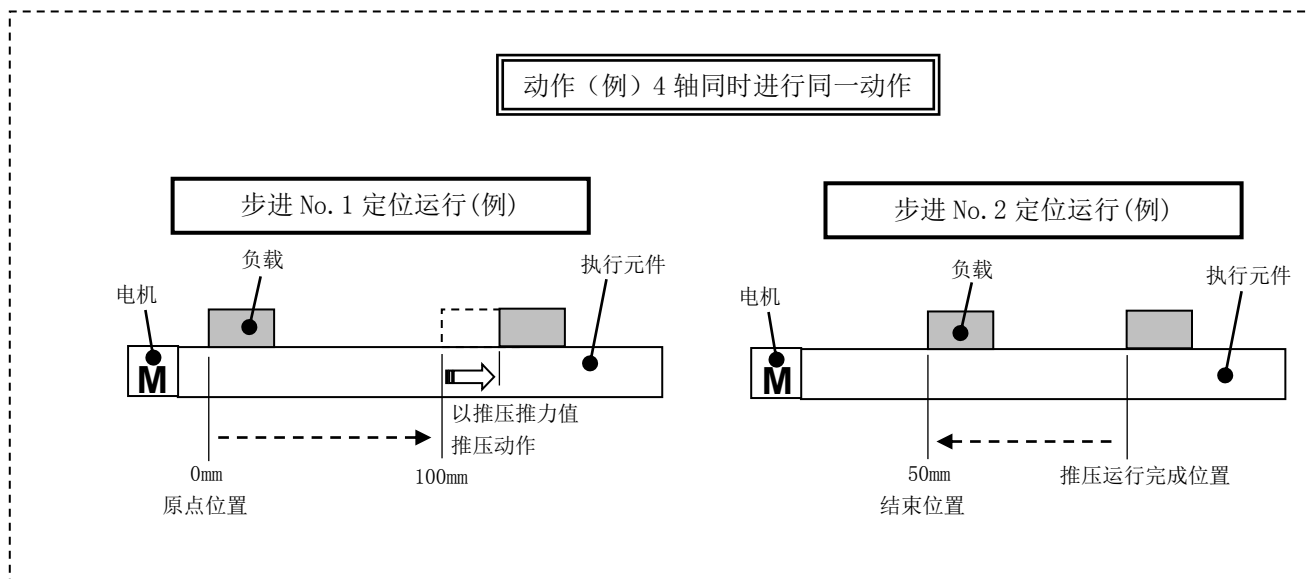 动作（例）4 轴同时进行同一动作
步进 No.1 定位运行(例)
负载
执行元件
电机
M
以推压推力值
推压动作
0mm
100mm
原点位置
步进 No.2 定位运行(例)
负载
执行元件
电机
M
50mm
推压运行完成位置
结束位置